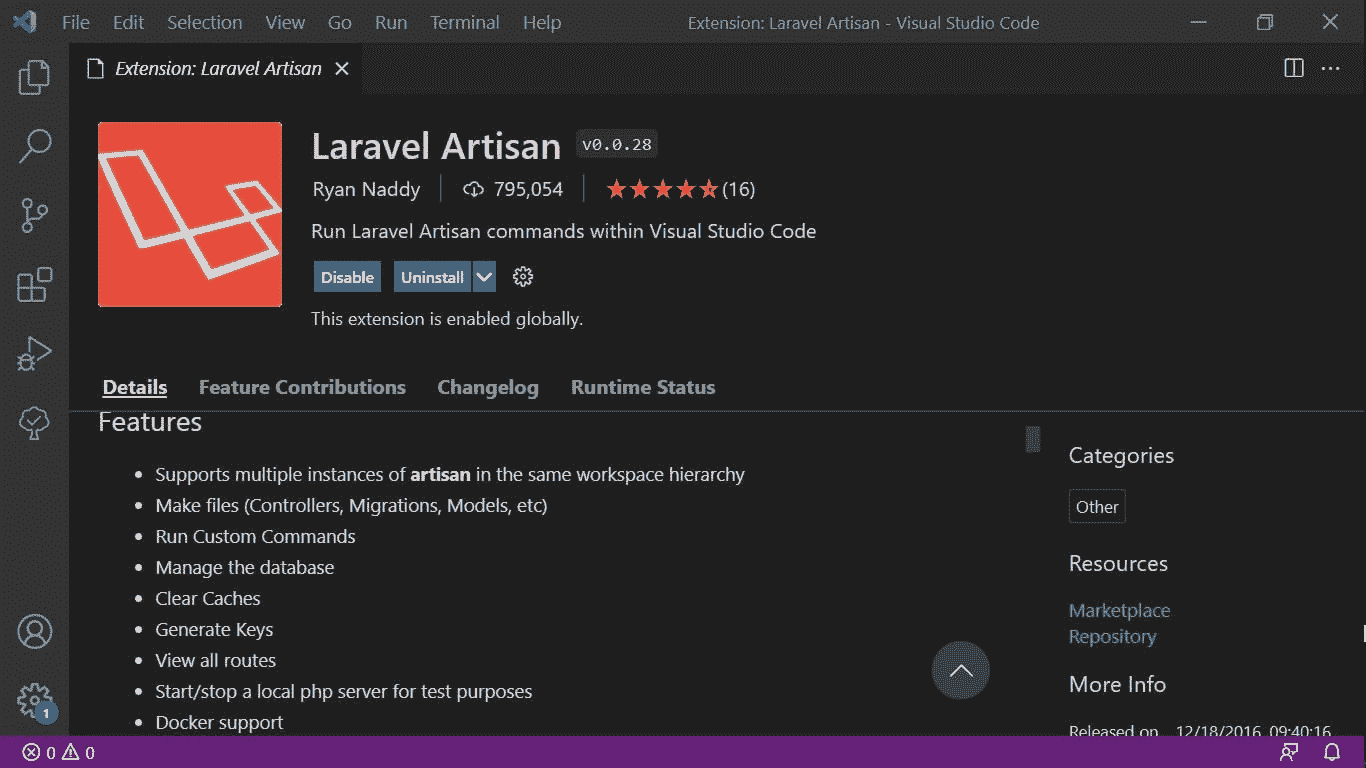 File Edit Selection View Go Run Terminal Help Extension: Laravel Artisan - Visual Studio Code
Extension: Laravel Artisan
Laravel Artisan v0.0.28
Ryan Naddy 795,054 (16)
Run Laravel Artisan commands within Visual Studio Code
Disable Uninstall
This extension is enabled globally.
Details Feature Contributions Changelog Runtime Status
Features
Supports multiple instances of artisan in the same workspace hierarchy
Make files (Controllers, Migrations, Models, etc)
Run Custom Commands
Manage the database
Clear Caches
Generate Keys
View all routes
Start/stop a local php server for test purposes
Docker support
Categories
Other
Resources
Marketplace
Repository
More Info
Released on 12/18/2016, 09:40:16
1
0 0